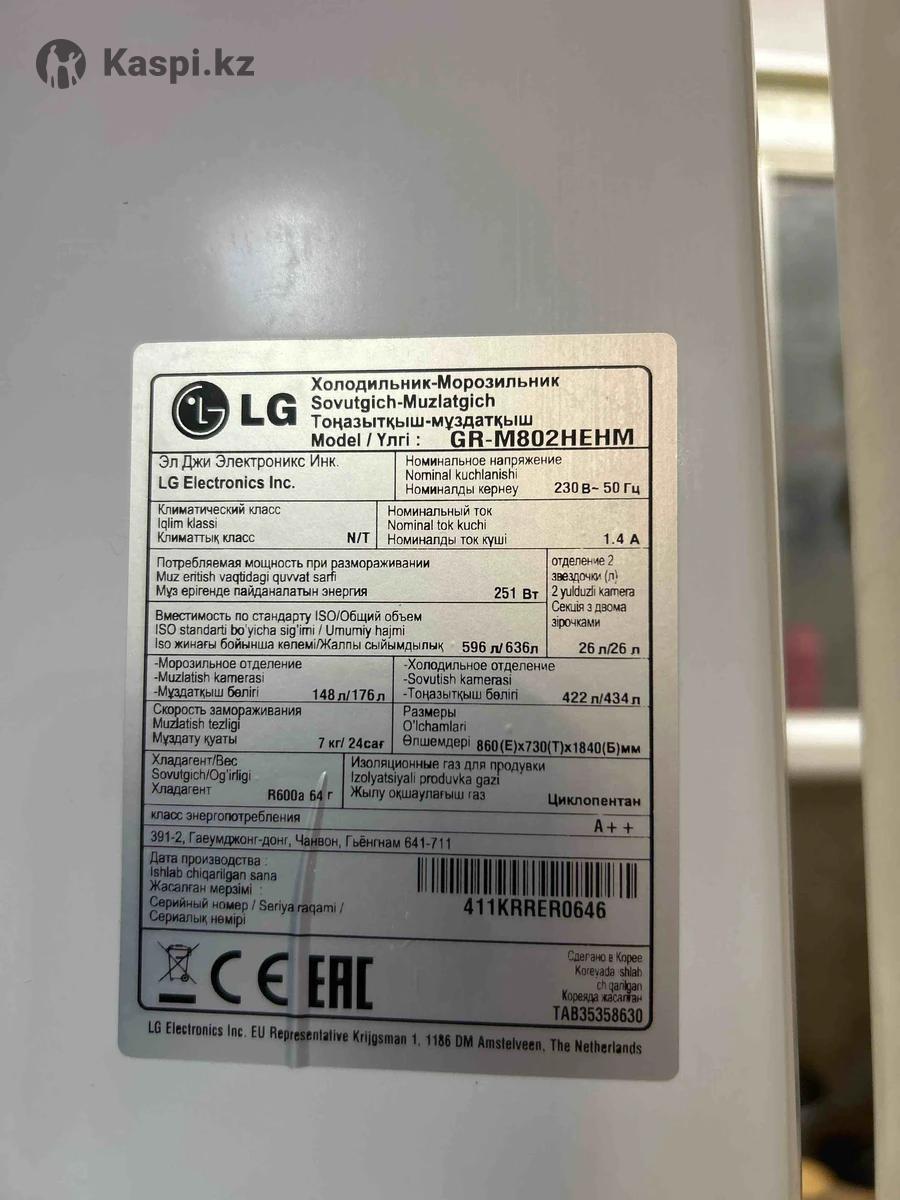 Kaspi.kz
LG
Холодильник-Морозильник
Sovutgich-Muzlatgich
Тоңазытқыш-мұздатқыш
Model / Үлгі : GR-M802HEHM
Эл Джи Электроникс Инк.
LG Electronics Inc.
Номинальное напряжение
Nominal kuchlanishi
Номиналды кернеу 230 В~ 50 Гц
Климатический класс
Iqlim klassi
Климаттық класс N/T
Номинальный ток
Nominal tok kuchi
Номиналды ток күші 1.4 А
Потребляемая мощность при размораживании
Muz eritish vaqtidagi quvvat sarfi
Мұз ерігенде пайданалатын энергия 251 Вт
отделение 2
звездочки (л)
2 yulduzli kamera
Секція з двома
зірочками
26 л/26 л
Вместимость по стандарту ISO/Общий объем
ISO standarti bo'yicha sig'imi / Umumiy hajmi
Iso жинағы бойынша көлемі/Жалпы сыйымдылық 596 л/636л
-Морозильное отделение
-Muzlatish kamerasi
-Мұздатқыш бөлігі 148 л/176 л
-Холодильное отделение
-Sovutish kamerasi
-Тоңазытқыш бөлігі 422 л/434 л
Скорость замораживания
Muzlatish tezligi
Мұздату қуаты 7 кг/ 24сағ
Размеры
O'lchamlari
Өлшемдері 860(Е)x730(Т)x1840(Б)мм
Хладагент/Вес
Sovutgich/Og'irligi
Хладагент R600a 64 г
Изоляционные газ для продувки
Izolyatsiyali produvka gazi
Жылу оқшаулағыш газ Циклопентан
класс энергопотребления A++
391-2, Гаеумджонг-донг, Чанвон, Гьёнгнам 641-711
Дата производства :
Ishlab chiqarilgan sana
Жасалған мерзімі :
Серийный номер / Seriya raqami /
Сериалық нөмірі
411KRRER0646
CE EAC
Сделано в Корее
Koreyada ishlab
chiqarilgan
Кореяда жасалған
TAB35358630
LG Electronics Inc. EU Representative Krijgsman 1, 1186 DM Amstelveen, The Netherlands